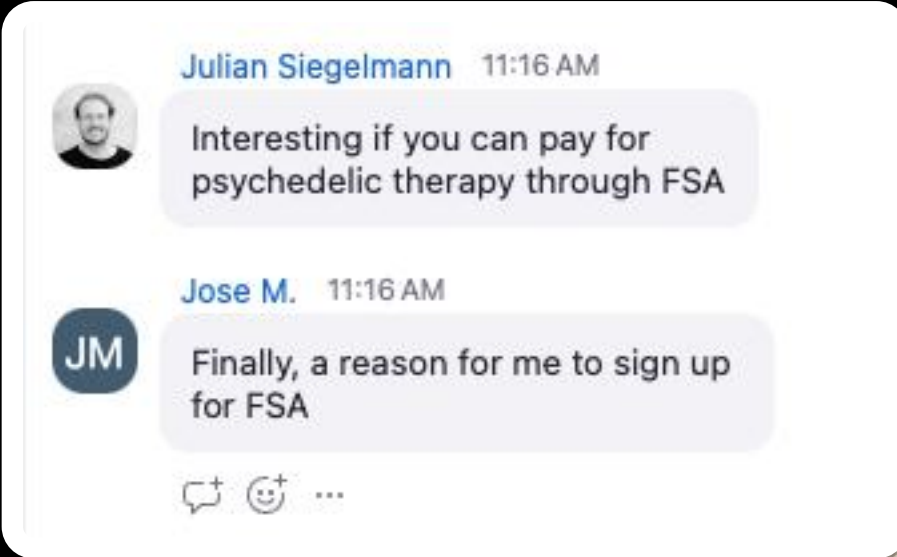 Julian Siegelmann 11:16 AM
Interesting if you can pay for
psychedelic therapy through FSA
Jose M. 11:16 AM
JM
Finally, a reason for me to sign up
for FSA